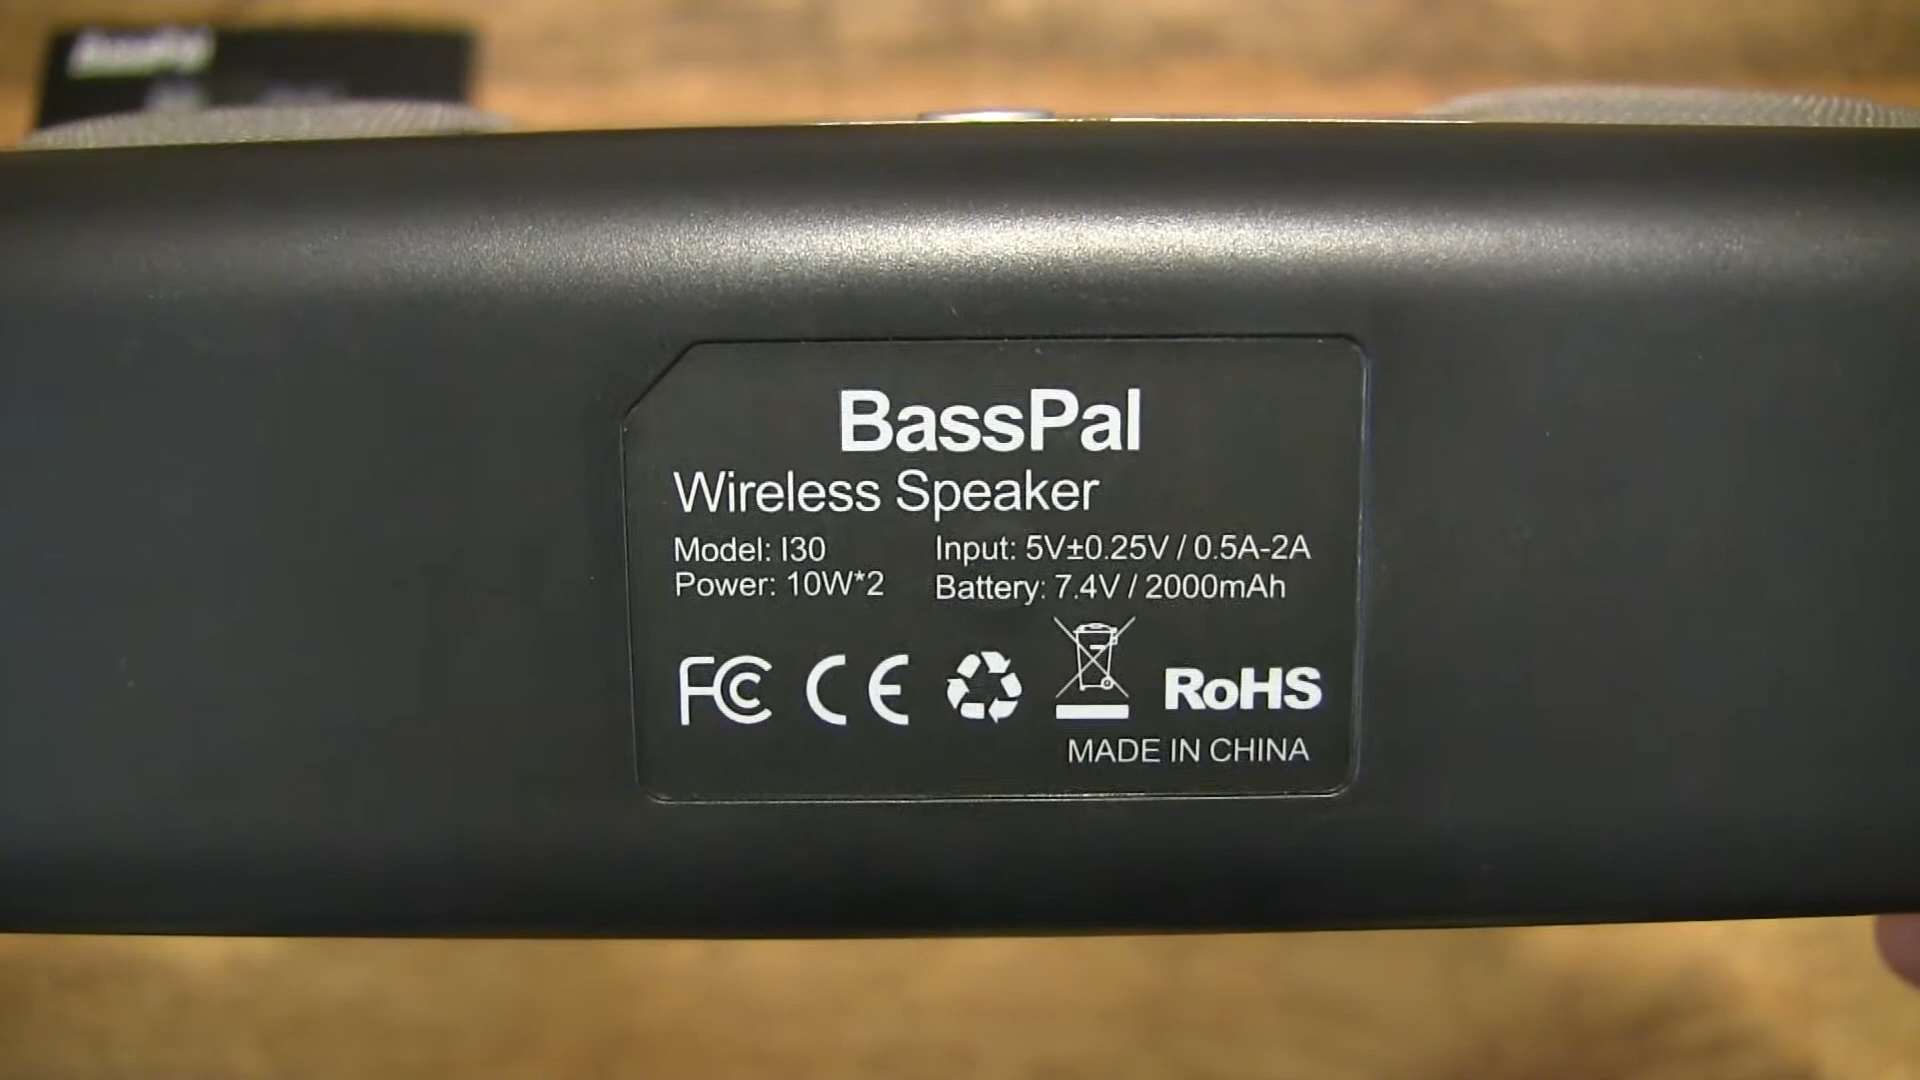 BassPal
BassPal
Wireless Speaker
Model: I30
Input: 5V±0.25V / 0.5A-2A
Power: 10W*2
Battery: 7.4V / 2000mAh
FC CE RoHS
MADE IN CHINA